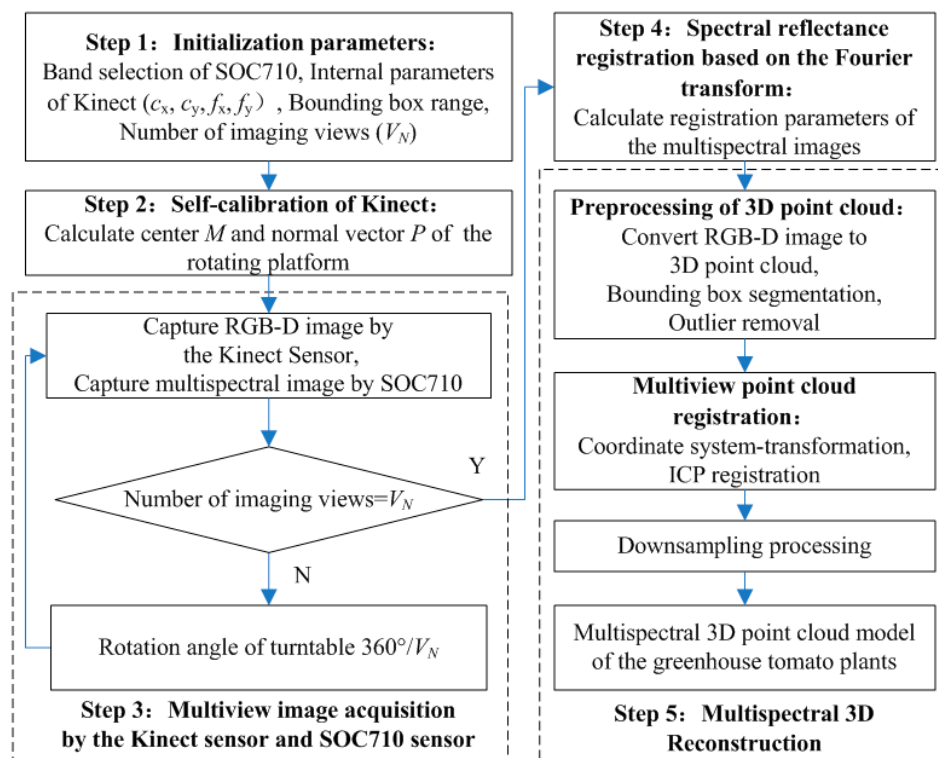 Step 1：Initialization parameters：
Band selection of SOC710, Internal parameters
of Kinect (cx, cy, fx, fy）, Bounding box range,
Number of imaging views (VN)
Step 2：Self-calibration of Kinect：
Calculate center M and normal vector P of the
rotating platform
Capture RGB-D image by
the Kinect Sensor,
Capture multispectral image by SOC710
Number of imaging views=VN
Y
N
Rotation angle of turntable 360°/VN
Step 3：Multiview image acquisition
by the Kinect sensor and SOC710 sensor
Step 4：Spectral reflectance
registration based on the Fourier
transform：
Calculate registration parameters of
the multispectral images
Preprocessing of 3D point cloud：
Convert RGB-D image to
3D point cloud,
Bounding box segmentation,
Outlier removal
Multiview point cloud
registration：
Coordinate system-transformation,
ICP registration
Downsampling processing
Multispectral 3D point cloud model
of the greenhouse tomato plants
Step 5：Multispectral 3D
Reconstruction